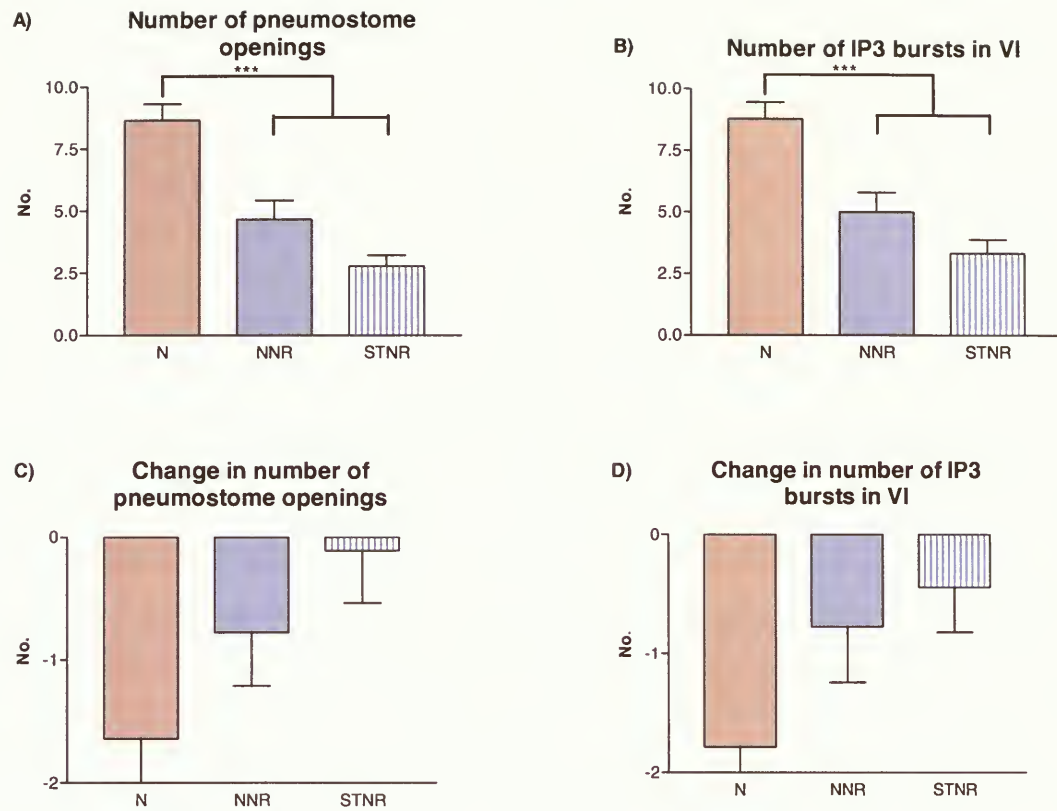 A)
Number of pneumostome
openings
***
10.0
7.5
5.0
2.5
0.0
No.
N
NNR
STNR
B)
Number of IP3 bursts in VI
***
10.0
7.5
5.0
2.5
0.0
No.
N
NNR
STNR
C)
Change in number of
pneumostome openings
0
-1
-2
No.
N
NNR
STNR
D)
Change in number of IP3
bursts in VI
0
-1
-2
No.
N
NNR
STNR